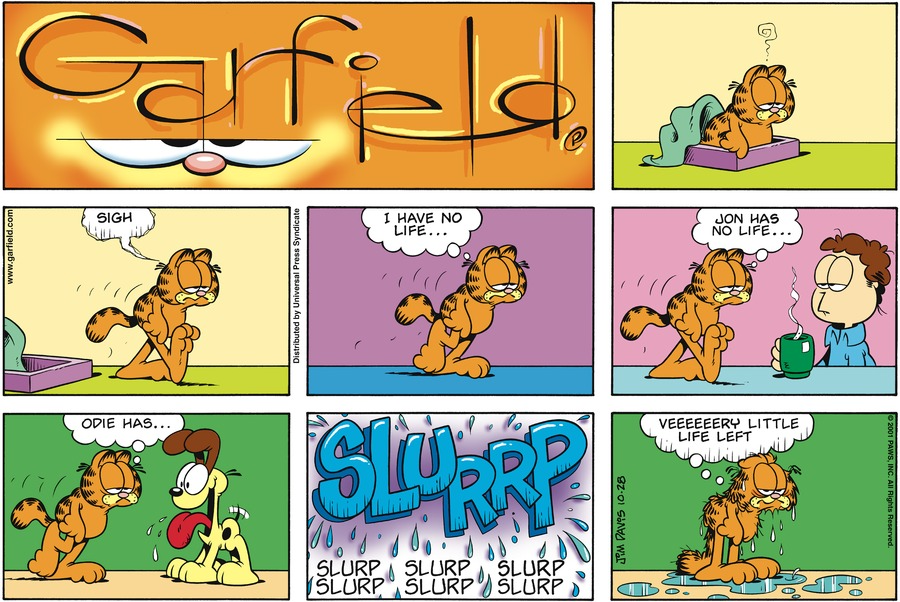 Garfield
®
www.garfield.com
SIGH
Distributed by Universal Press Syndicate
I HAVE NO
LIFE...
JON HAS
NO LIFE...
ODIE HAS...
SLURRP
SLURP SLURP SLURP
SLURP SLURP SLURP
VEEEEEERY LITTLE
LIFE LEFT
JIM DAVIS 10·28
© 2001 PAWS, INC. All Rights Reserved.